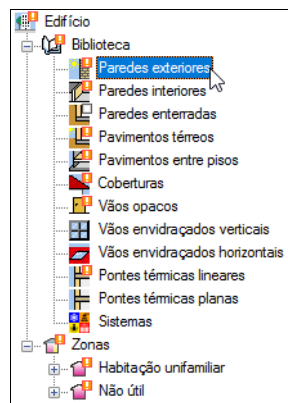 Edifício
Biblioteca
Paredes exteriores
Paredes interiores
Paredes enterradas
Pavimentos térreos
Pavimentos entre pisos
Coberturas
Vãos opacos
Vãos envidraçados verticais
Vãos envidraçados horizontais
Pontes térmicas lineares
Pontes térmicas planas
Sistemas
Zonas
Habitação unifamiliar
Não útil